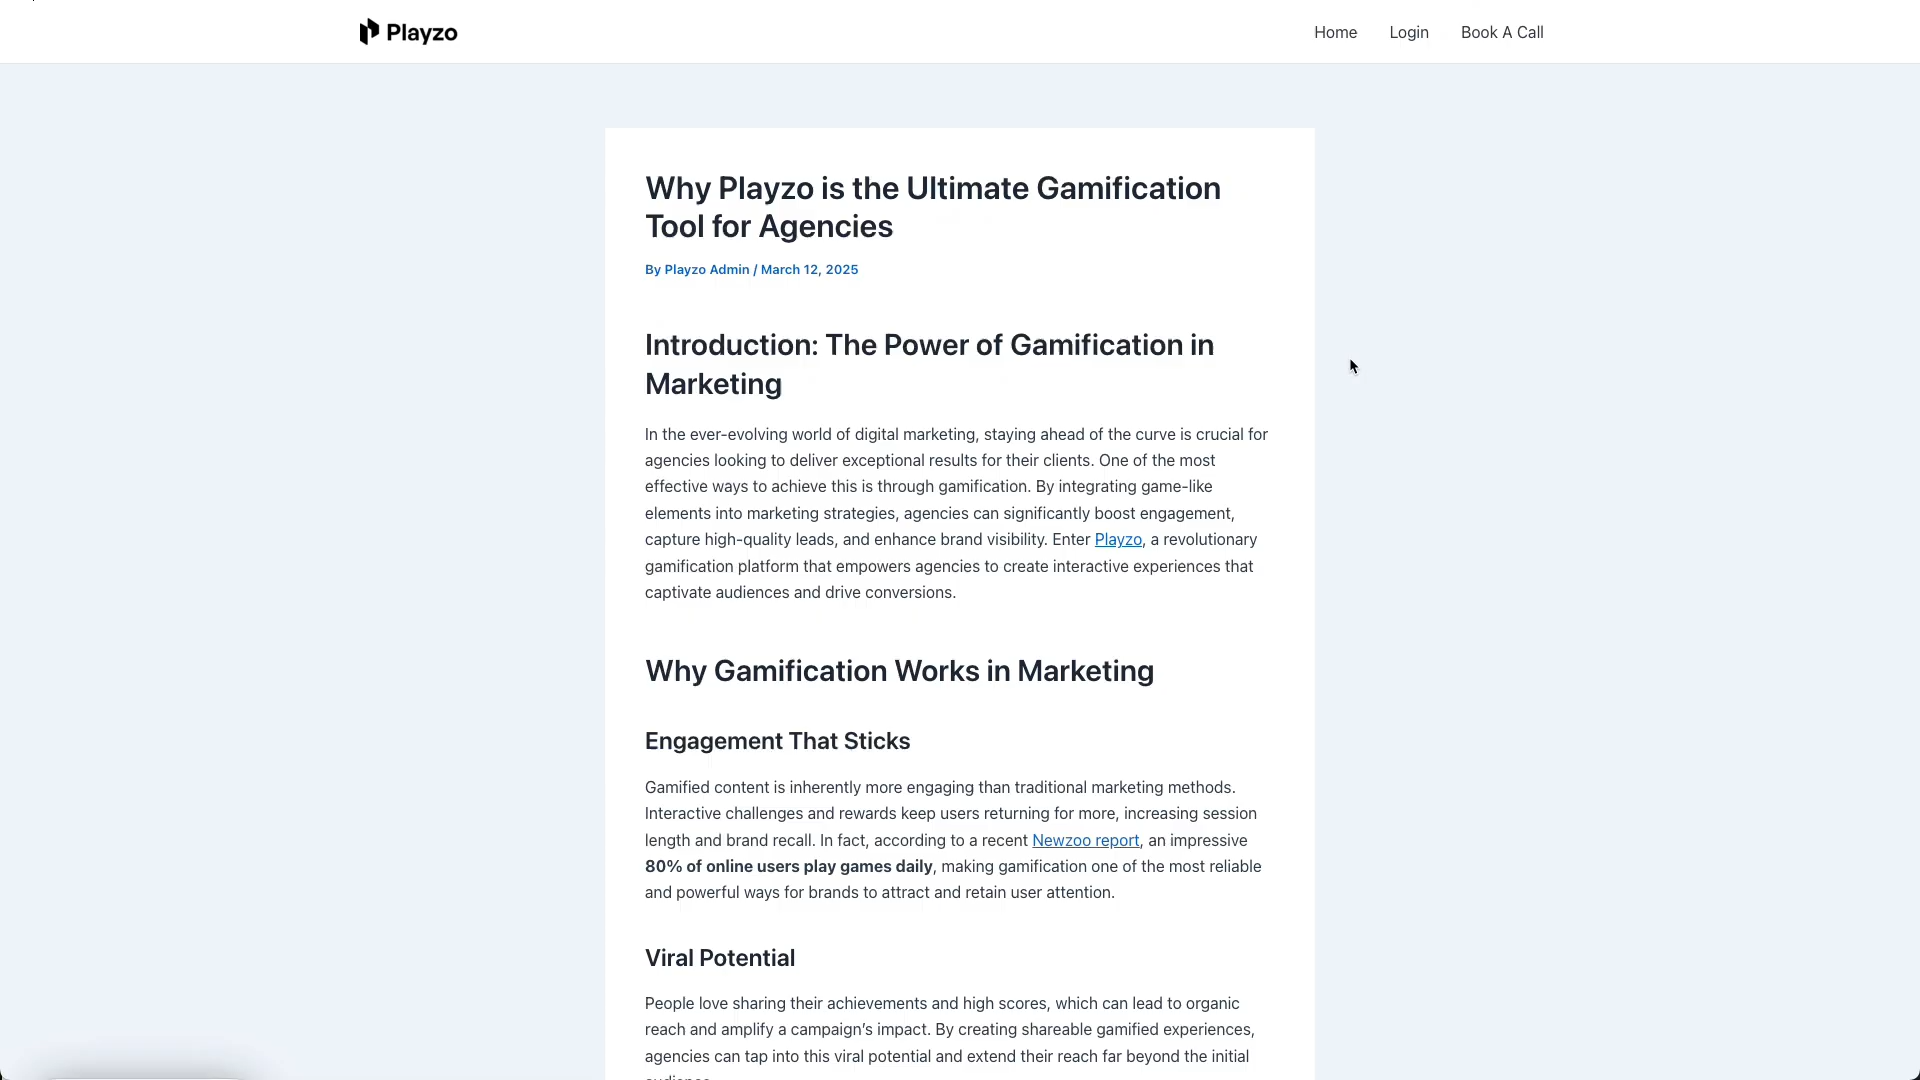 Playzo
Home
Login
Book A Call
Why Playzo is the Ultimate Gamification
Tool for Agencies
By Playzo Admin / March 12, 2025
Introduction: The Power of Gamification in
Marketing
In the ever-evolving world of digital marketing, staying ahead of the curve is crucial for
agencies looking to deliver exceptional results for their clients. One of the most
effective ways to achieve this is through gamification. By integrating game-like
elements into marketing strategies, agencies can significantly boost engagement,
capture high-quality leads, and enhance brand visibility. Enter Playzo, a revolutionary
gamification platform that empowers agencies to create interactive experiences that
captivate audiences and drive conversions.
Why Gamification Works in Marketing
Engagement That Sticks
Gamified content is inherently more engaging than traditional marketing methods.
Interactive challenges and rewards keep users returning for more, increasing session
length and brand recall. In fact, according to a recent Newzoo report, an impressive
80% of online users play games daily, making gamification one of the most reliable
and powerful ways for brands to attract and retain user attention.
Viral Potential
People love sharing their achievements and high scores, which can lead to organic
reach and amplify a campaign’s impact. By creating shareable gamified experiences,
agencies can tap into this viral potential and extend their reach far beyond the initial